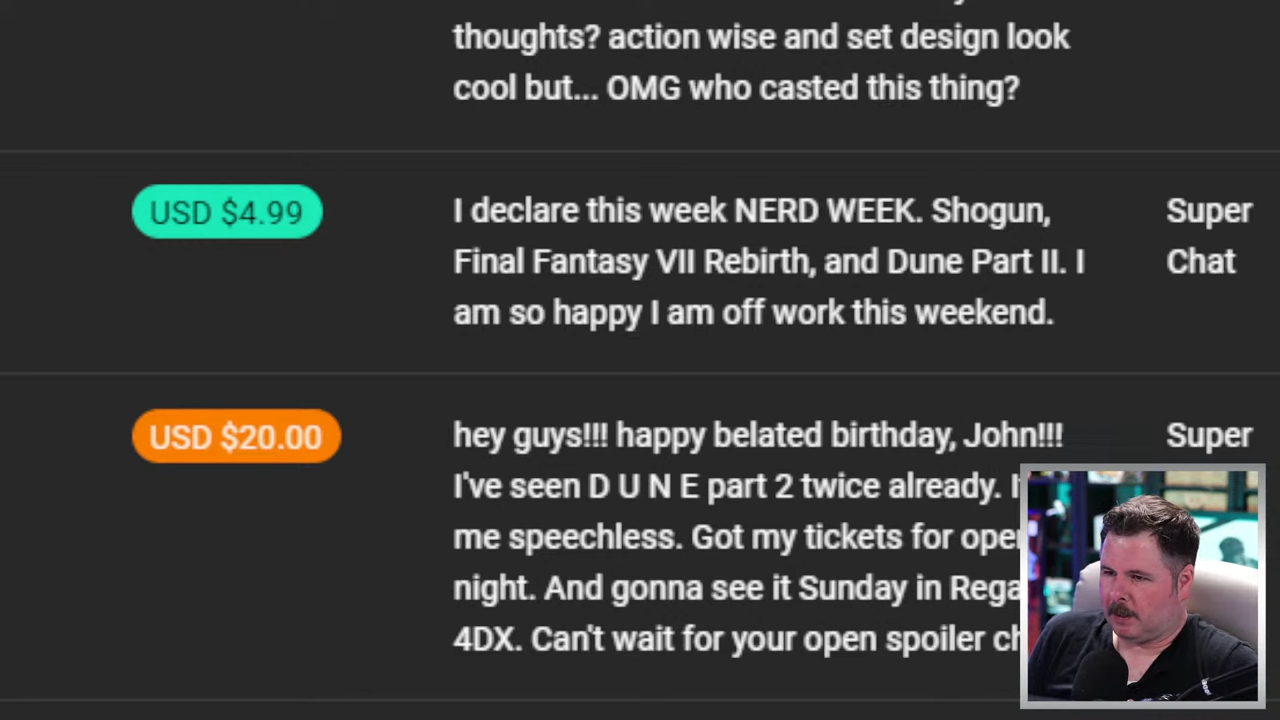 thoughts? action wise and set design look
cool but... OMG who casted this thing?
USD $4.99
I declare this week NERD WEEK. Shogun,
Final Fantasy VII Rebirth, and Dune Part II. I
am so happy I am off work this weekend.
Super
Chat
USD $20.00
hey guys!!! happy belated birthday, John!!!
I've seen D U N E part 2 twice already.
me speechless. Got my tickets for
night. And gonna see it Sunday in
4DX. Can't wait for your open spoiler
Super